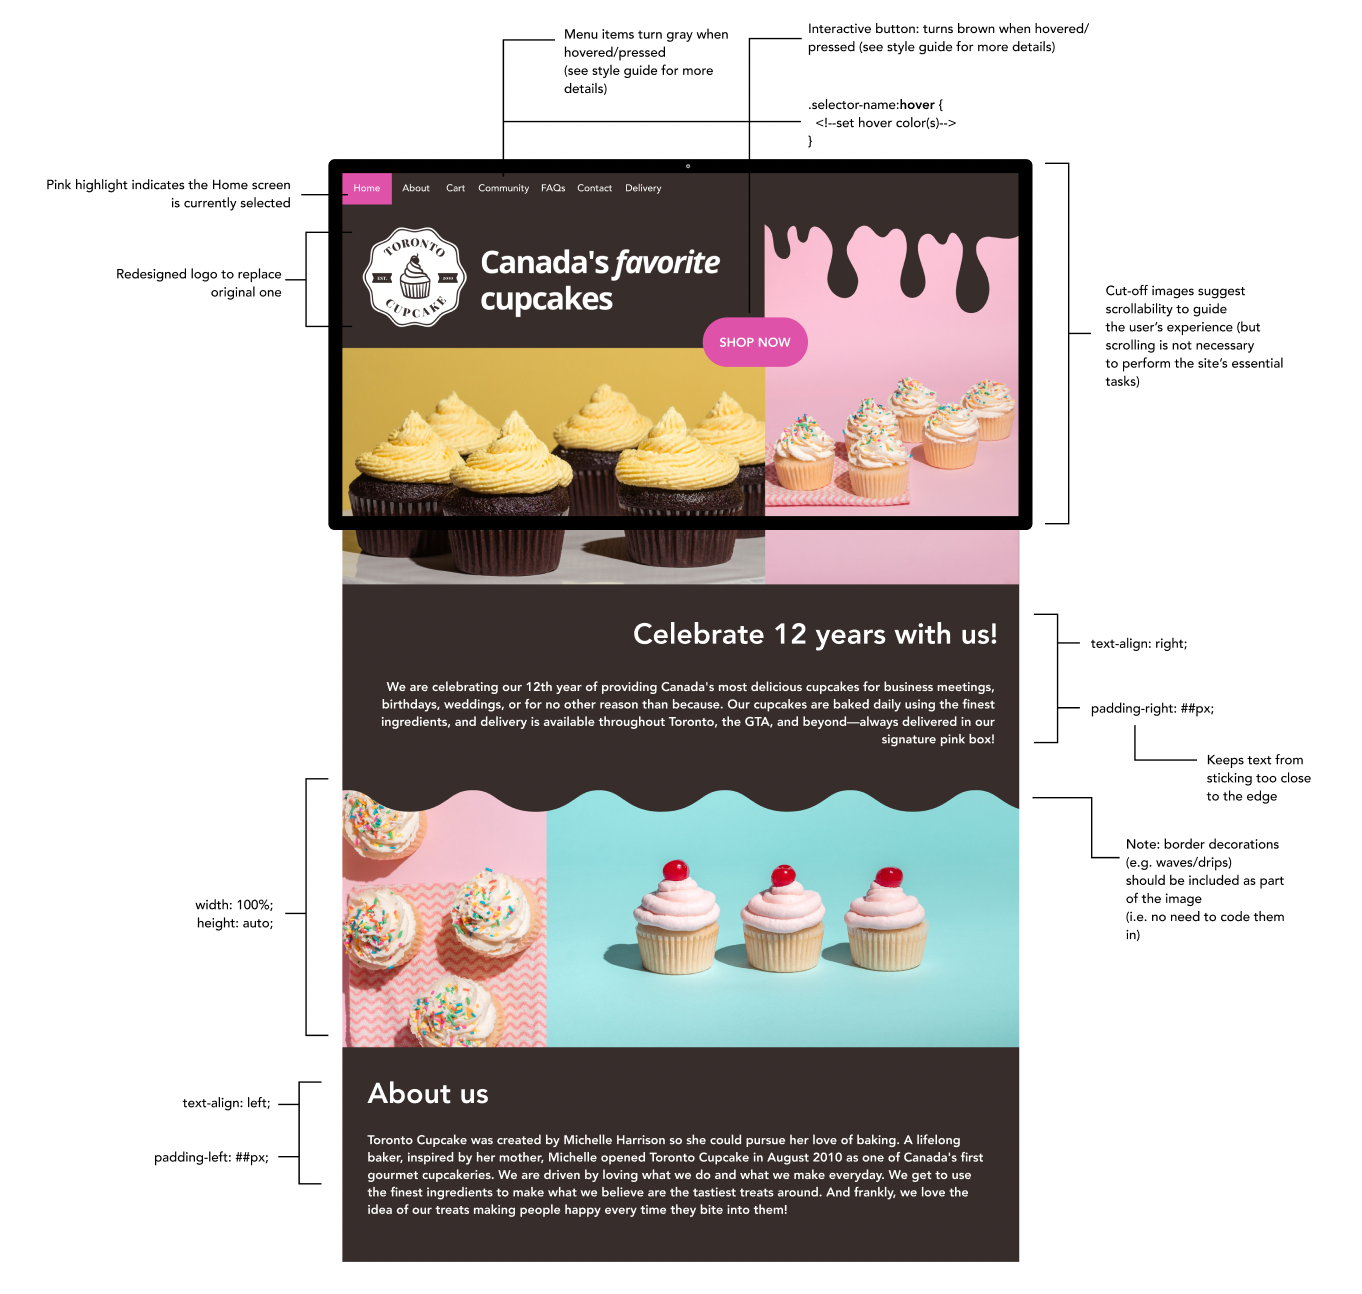 Menu items turn gray when
hovered/pressed
(see style guide for more
details)
Interactive button: turns brown when hovered/
pressed (see style guide for more details)
.selector-name:hover {
<!--set hover color(s)-->
}
Pink highlight indicates the Home screen
is currently selected
Home About Cart Community FAQs Contact Delivery
Redesigned logo to replace
original one
TORONTO
EST. 2010
CUPCAKE
Canada's favorite
cupcakes
SHOP NOW
Cut-off images suggest
scrollability to guide
the user’s experience (but
scrolling is not necessary
to perform the site’s essential
tasks)
Celebrate 12 years with us!
We are celebrating our 12th year of providing Canada's most delicious cupcakes for business meetings,
birthdays, weddings, or for no other reason than because. Our cupcakes are baked daily using the finest
ingredients, and delivery is available throughout Toronto, the GTA, and beyond—always delivered in our
signature pink box!
text-align: right;
padding-right: ##px;
Keeps text from
sticking too close
to the edge
Note: border decorations
(e.g. waves/drips)
should be included as part
of the image
(i.e. no need to code them
in)
width: 100%;
height: auto;
About us
Toronto Cupcake was created by Michelle Harrison so she could pursue her love of baking. A lifelong
baker, inspired by her mother, Michelle opened Toronto Cupcake in August 2010 as one of Canada's first
gourmet cupcakeries. We are driven by loving what we do and what we make everyday. We get to use
the finest ingredients to make what we believe are the tastiest treats around. And frankly, we love the
idea of our treats making people happy every time they bite into them!
text-align: left;
padding-left: ##px;